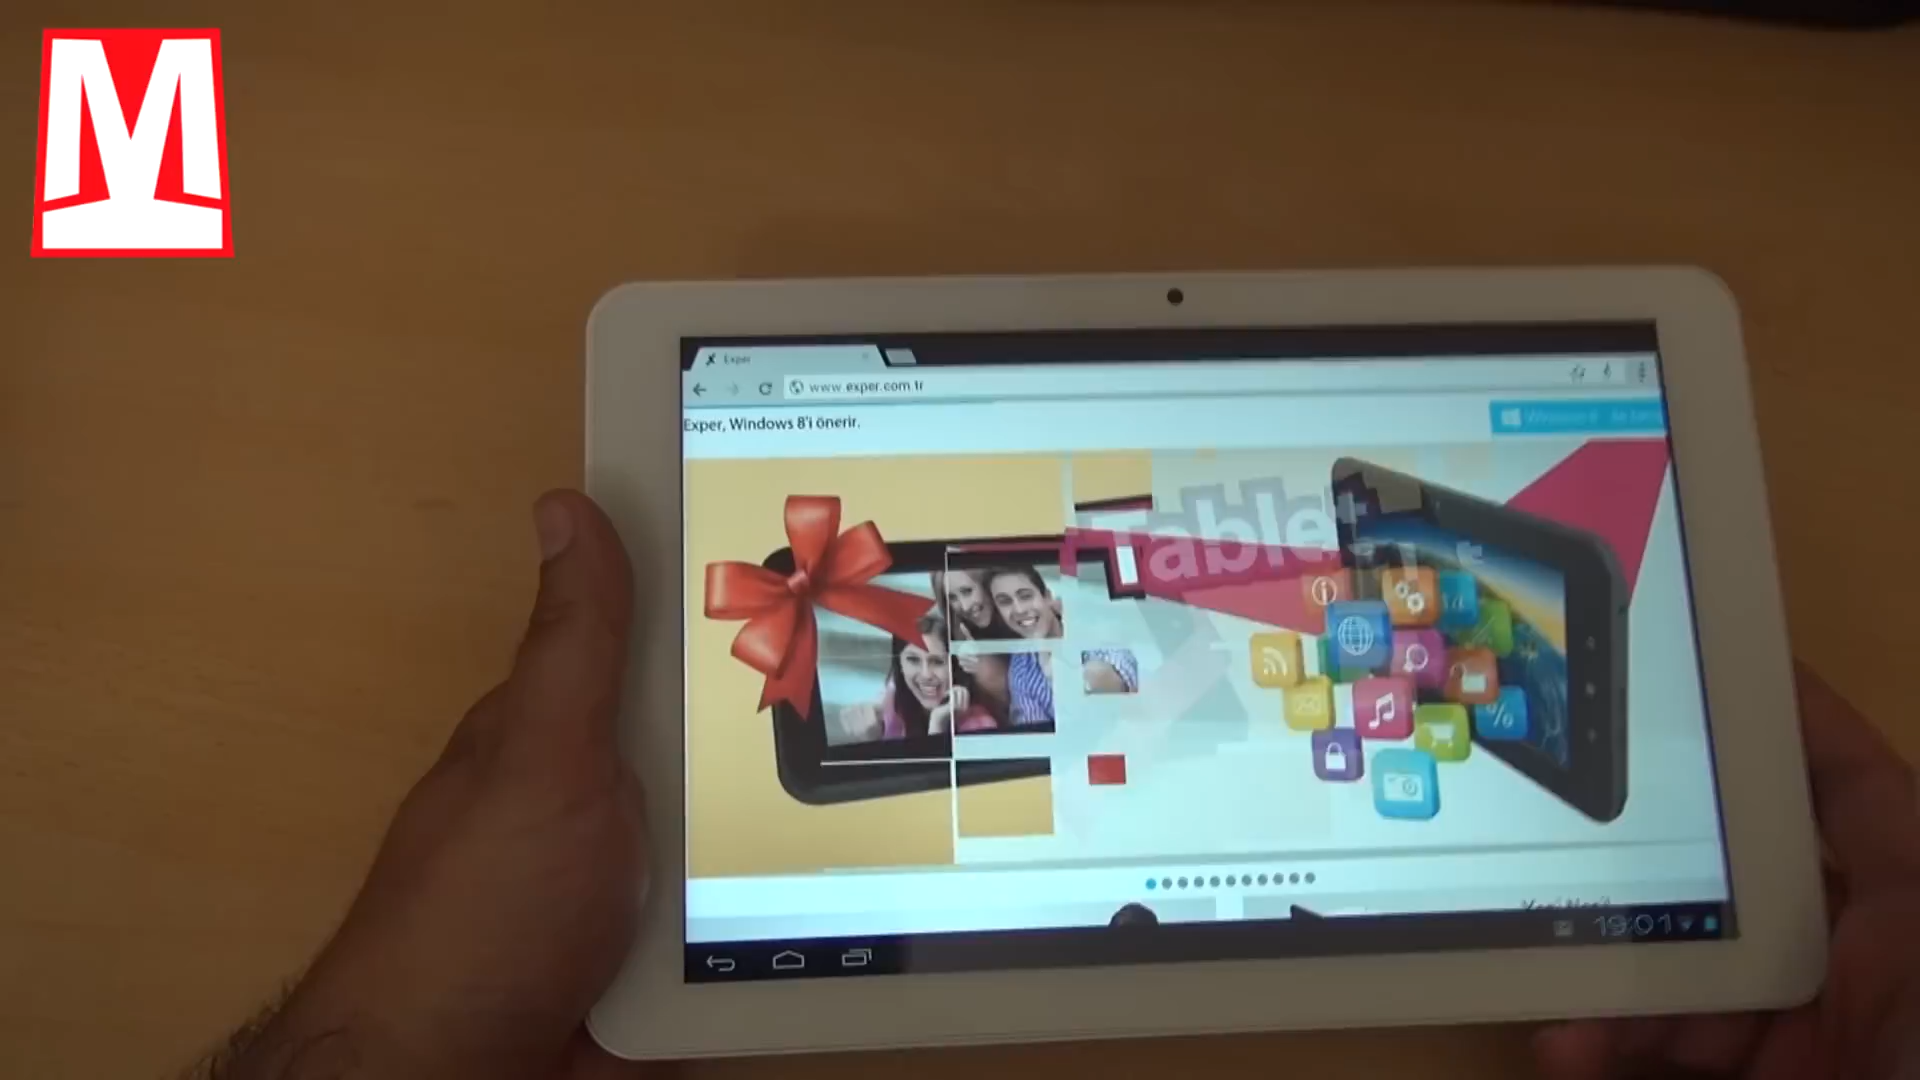 M
Exper
www.exper.com.tr
Exper, Windows 8'i önerir.
Tablet
19:01